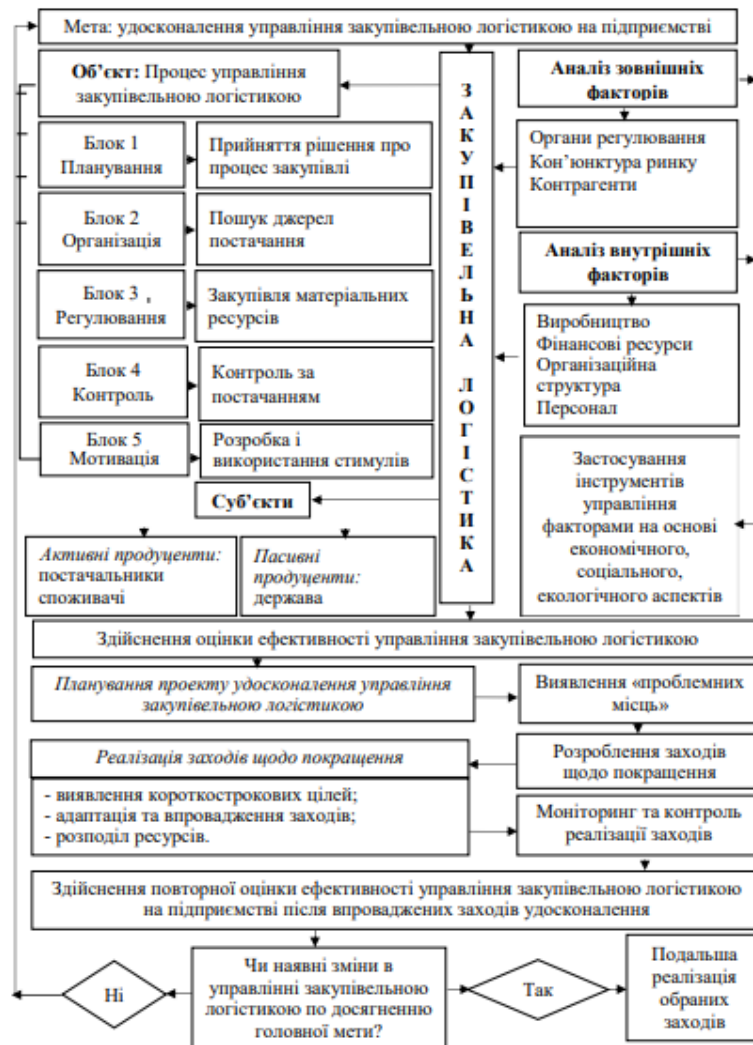 Мета: удосконалення управління закупівельною логістикою на підприємстві
Об’єкт: Процес управління
закупівельною логістикою
Блок 1
Планування
Прийняття рішення про
процес закупівлі
Блок 2
Організація
Пошук джерел
постачання
Блок 3
Регулювання
Закупівля матеріальних
ресурсів
Блок 4
Контроль
Контроль за
постачанням
Блок 5
Мотивація
Розробка і
використання стимулів
Суб’єкти
Активні продуценти:
постачальники
споживачі
Пасивні
продуценти:
держава
ЗАКУПІВЕЛЬНА ЛОГІСТИКА
Аналіз зовнішніх
факторів
Органи регулювання
Кон’юнктура ринку
Контрагенти
Аналіз внутрішніх
факторів
Виробництво
Фінансові ресурси
Організаційна
структура
Персонал
Застосування
інструментів
управління
факторами на основі
економічного,
соціального,
екологічного аспектів
Здійснення оцінки ефективності управління закупівельною логістикою
Планування проекту удосконалення управління
закупівельною логістикою
Виявлення «проблемних
місць»
Розроблення заходів
щодо покращення
Реалізація заходів щодо покращення
- виявлення короткострокових цілей;
- адаптація та впровадження заходів;
- розподіл ресурсів.
Моніторинг та контроль
реалізації заходів
Здійснення повторної оцінки ефективності управління закупівельною логістикою
на підприємстві після впроваджених заходів удосконалення
Ні
Чи наявні зміни в
управлінні закупівельною
логістикою по досягненню
головної мети?
Так
Подальша
реалізація
обраних
заходів